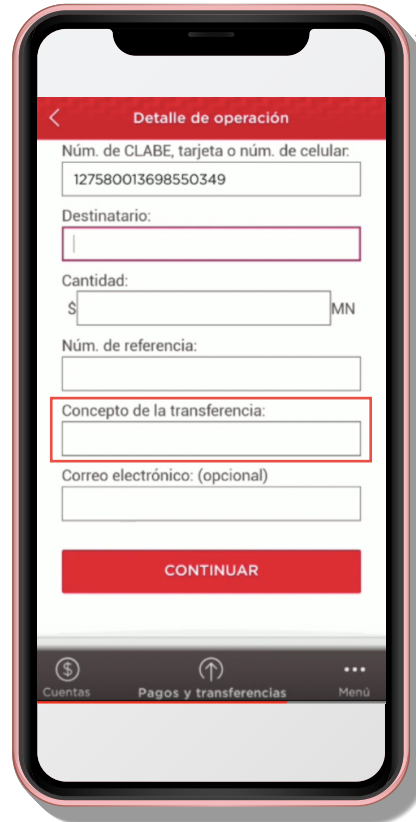 Detalle de operación
Núm. de CLABE, tarjeta o núm. de celular:
127580013698550349
Destinatario:
Cantidad:
$ MN
Núm. de referencia:
Concepto de la transferencia:
Correo electrónico: (opcional)
CONTINUAR
Cuentas Pagos y transferencias Menú